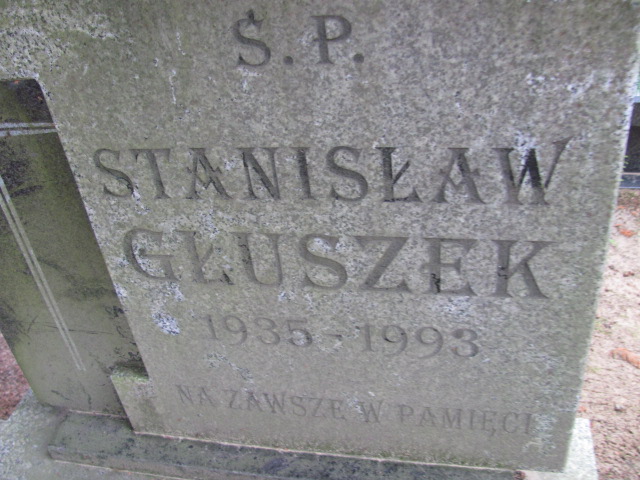 Ś.P.
STANISŁAW
GŁUSZEK
1935-1993
NA ZAWSZE W PAMIĘCI